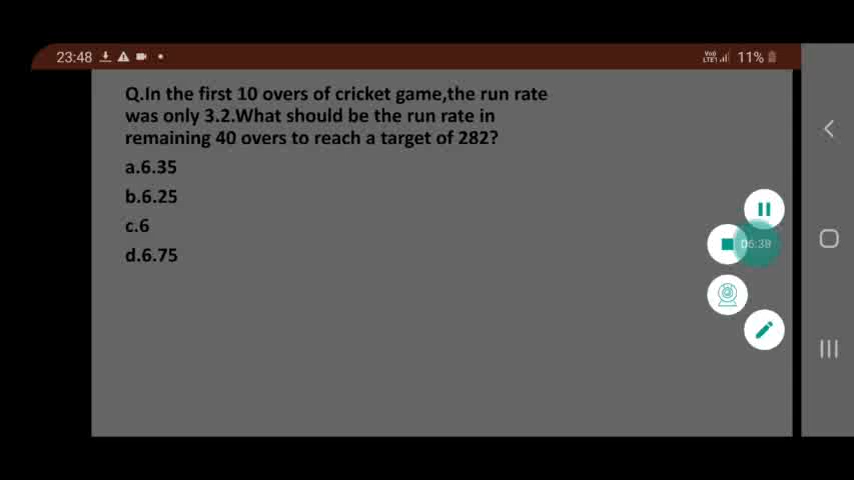 23:48
11%
Q.In the first 10 overs of cricket game,the run rate
was only 3.2.What should be the run rate in
remaining 40 overs to reach a target of 282?
a.6.35
b.6.25
c.6
d.6.75
06:38